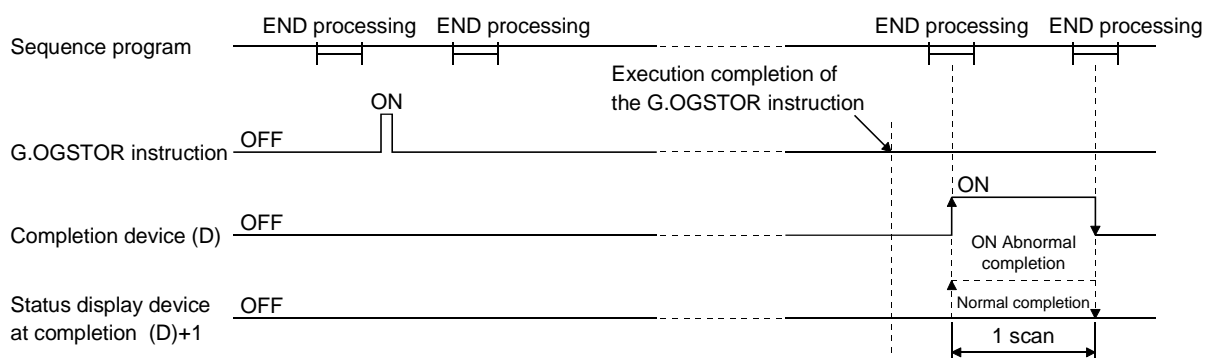 END processing END processing END processing END processing
Sequence program
Execution completion of
the G.OGSTOR instruction
ON
OFF
G.OGSTOR instruction
ON
OFF
Completion device (D)
ON Abnormal
completion
OFF
Status display device
at completion (D)+1
Normal completion
1 scan